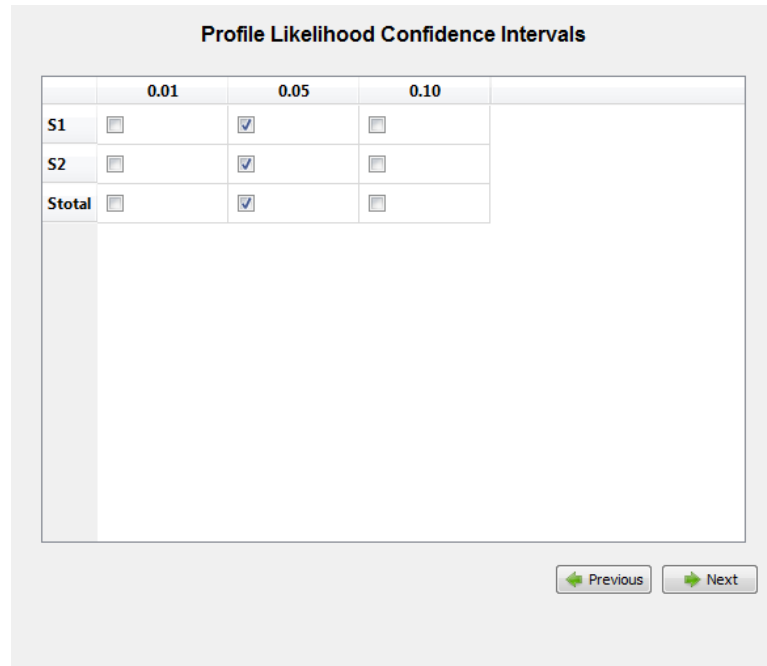 Profile Likelihood Confidence Intervals
0.01 0.05 0.10
S1
S2
Stotal
Previous Next